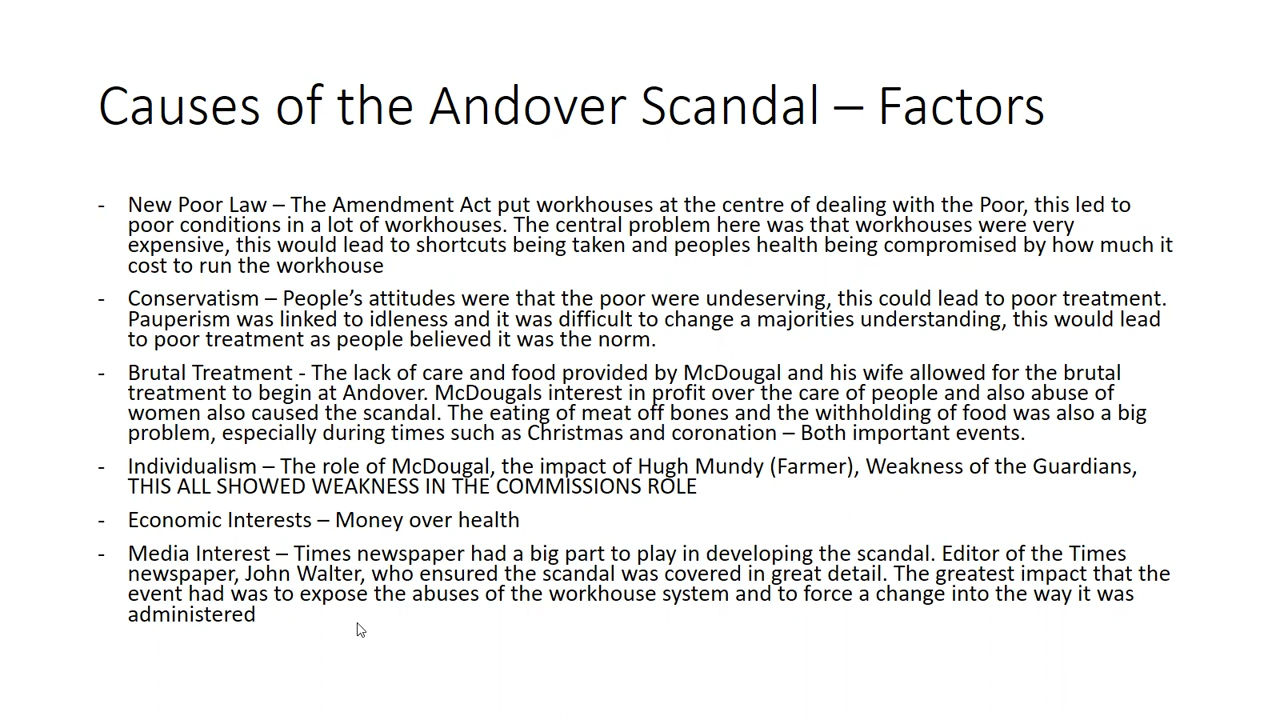 Causes of the Andover Scandal – Factors
- New Poor Law – The Amendment Act put workhouses at the centre of dealing with the Poor, this led to
poor conditions in a lot of workhouses. The central problem here was that workhouses were very
expensive, this would lead to shortcuts being taken and peoples health being compromised by how much it
cost to run the workhouse
- Conservatism – People’s attitudes were that the poor were undeserving, this could lead to poor treatment.
Pauperism was linked to idleness and it was difficult to change a majorities understanding, this would lead
to poor treatment as people believed it was the norm.
- Brutal Treatment - The lack of care and food provided by McDougal and his wife allowed for the brutal
treatment to begin at Andover. McDougals interest in profit over the care of people and also abuse of
women also caused the scandal. The eating of meat off bones and the withholding of food was also a big
problem, especially during times such as Christmas and coronation – Both important events.
- Individualism – The role of McDougal, the impact of Hugh Mundy (Farmer), Weakness of the Guardians,
THIS ALL SHOWED WEAKNESS IN THE COMMISSIONS ROLE
- Economic Interests – Money over health
- Media Interest – Times newspaper had a big part to play in developing the scandal. Editor of the Times
newspaper, John Walter, who ensured the scandal was covered in great detail. The greatest impact that the
event had was to expose the abuses of the workhouse system and to force a change into the way it was
administered